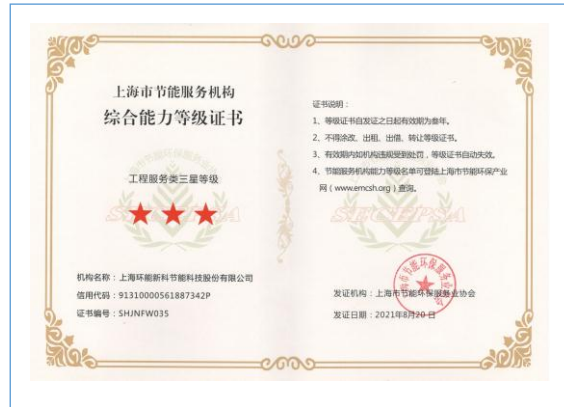 上海市节能服务机构
综合能力等级证书
工程服务类三星等级
SECEPSA
机构名称:上海环能新科节能科技股份有限公司
信用代码:91310000561887342P
证书编号:SHJNFW035
证书说明:
1、等级证书自发证之日起有效期为叁年。
2、不得涂改、出租、出借、转让等级证书。
3、有效期内如机构违规受到处罚,等级证书自动失效。
4、节能服务机构能力等级名单可登陆上海市节能环保产业
网(www.emcsh.org)查询。
SECEPSA
发证机构:上海市节能环保服务业协会
发证日期:2021年8月20日